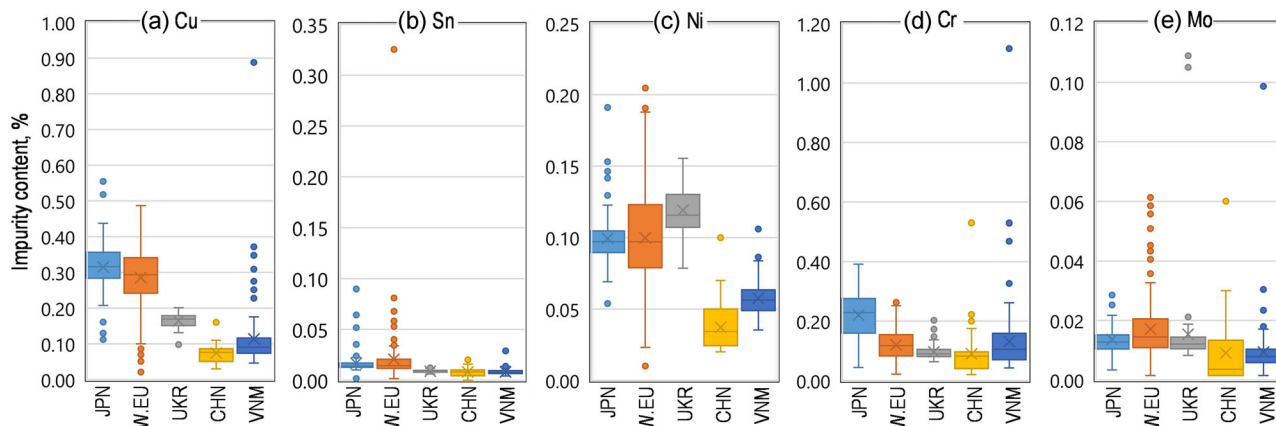 (a) Cu
(b) Sn
(c) Ni
(d) Cr
(e) Mo
Impurity content, %
1.00
0.90
0.80
0.70
0.60
0.50
0.40
0.30
0.20
0.10
0.00
JPN
W.EU
UKR
CHN
VNM
0.35
0.30
0.25
0.20
0.15
0.10
0.05
0.00
JPN
W.EU
UKR
CHN
VNM
0.25
0.20
0.15
0.10
0.05
0.00
JPN
W.EU
UKR
CHN
VNM
1.20
1.00
0.80
0.60
0.40
0.20
0.00
JPN
W.EU
UKR
CHN
VNM
0.12
0.10
0.08
0.06
0.04
0.02
0.00
JPN
W.EU
UKR
CHN
VNM